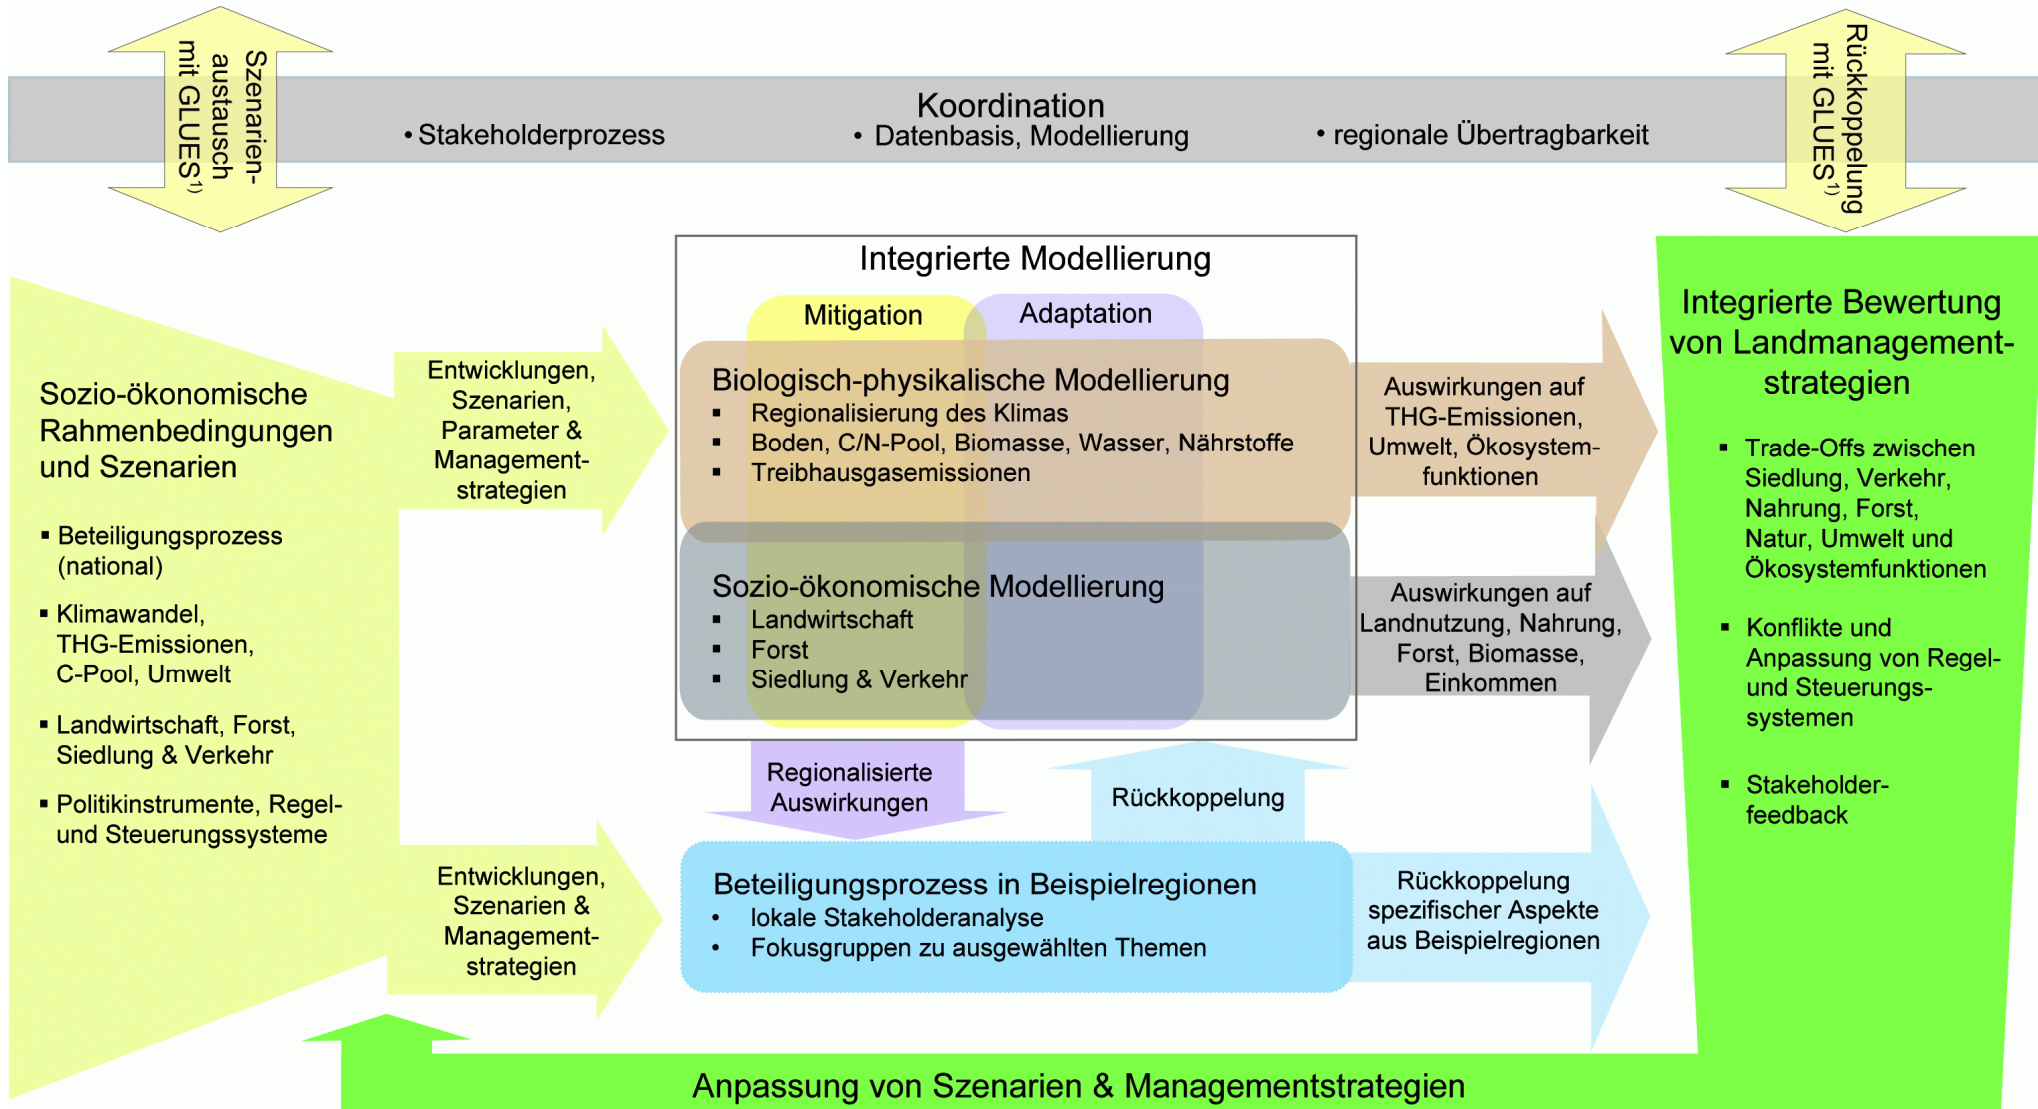 Szenarien-
austausch
mit GLUES1)
Koordination
• Stakeholderprozess
• Datenbasis, Modellierung
• regionale Übertragbarkeit
Rückkoppelung
mit GLUES1)
Sozio-ökonomische
Rahmenbedingungen
und Szenarien
▪ Beteiligungsprozess
(national)
▪ Klimawandel,
THG-Emissionen,
C-Pool, Umwelt
▪ Landwirtschaft, Forst,
Siedlung & Verkehr
▪ Politikinstrumente, Regel-
und Steuerungssysteme
Entwicklungen,
Szenarien,
Parameter &
Management-
strategien
Entwicklungen,
Szenarien &
Management-
strategien
Integrierte Modellierung
Mitigation
Adaptation
Biologisch-physikalische Modellierung
▪ Regionalisierung des Klimas
▪ Boden, C/N-Pool, Biomasse, Wasser, Nährstoffe
▪ Treibhausgasemissionen
Sozio-ökonomische Modellierung
▪ Landwirtschaft
▪ Forst
▪ Siedlung & Verkehr
Regionalisierte
Auswirkungen
Rückkoppelung
Beteiligungsprozess in Beispielregionen
• lokale Stakeholderanalyse
• Fokusgruppen zu ausgewählten Themen
Auswirkungen auf
THG-Emissionen,
Umwelt, Ökosystem-
funktionen
Auswirkungen auf
Landnutzung, Nahrung,
Forst, Biomasse,
Einkommen
Rückkoppelung
spezifischer Aspekte
aus Beispielregionen
Integrierte Bewertung
von Landmanagement-
strategien
▪ Trade-Offs zwischen
Siedlung, Verkehr,
Nahrung, Forst,
Natur, Umwelt und
Ökosystemfunktionen
▪ Konflikte und
Anpassung von Regel-
und Steuerungs-
systemen
▪ Stakeholder-
feedback
Anpassung von Szenarien & Managementstrategien